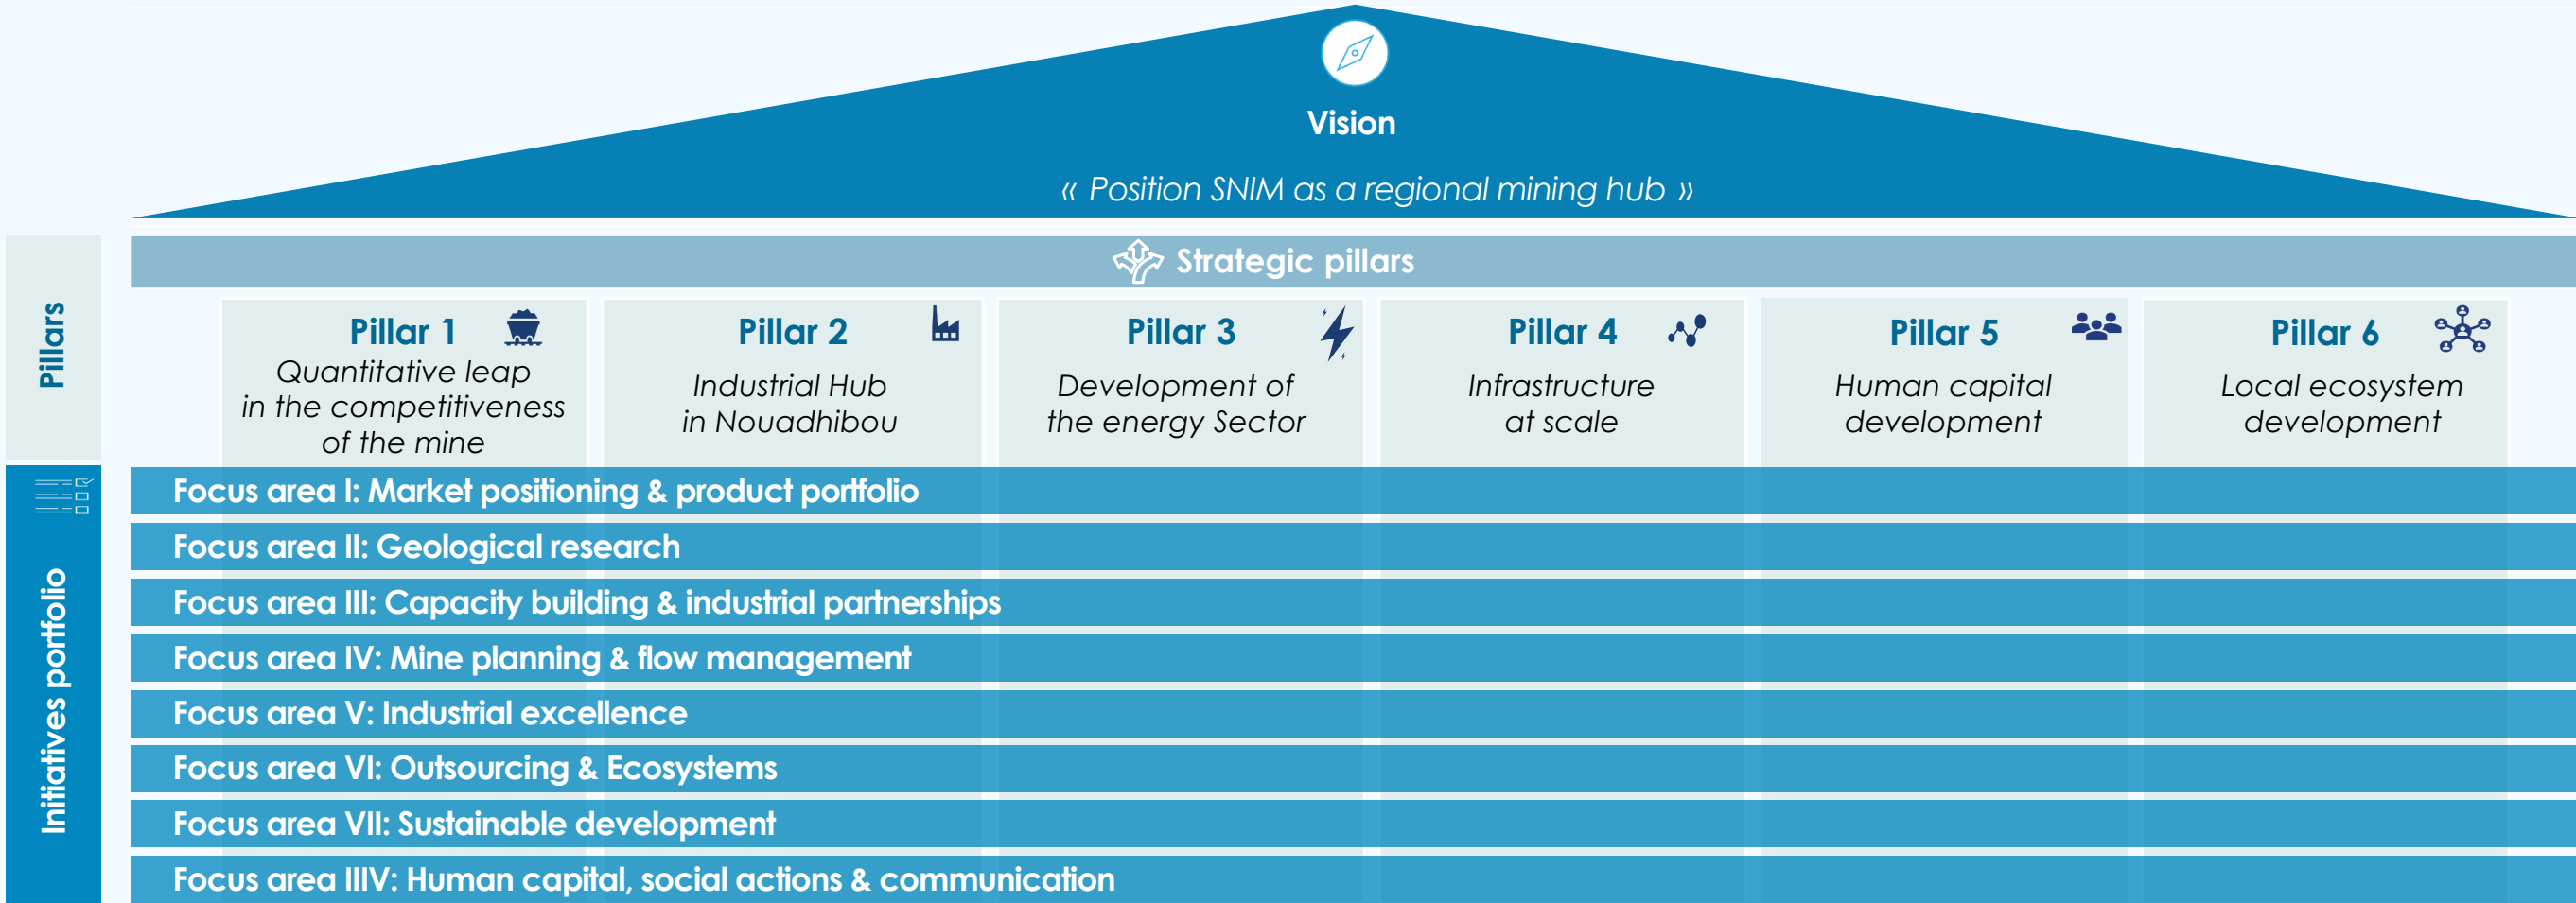 Vision
« Position SNIM as a regional mining hub »
Strategic pillars
Pillars
Pillar 1
Quantitative leap
in the competitiveness
of the mine
Pillar 2
Industrial Hub
in Nouadhibou
Pillar 3
Development of
the energy Sector
Pillar 4
Infrastructure
at scale
Pillar 5
Human capital
development
Pillar 6
Local ecosystem
development
Initiatives portfolio
Focus area I: Market positioning & product portfolio
Focus area II: Geological research
Focus area III: Capacity building & industrial partnerships
Focus area IV: Mine planning & flow management
Focus area V: Industrial excellence
Focus area VI: Outsourcing & Ecosystems
Focus area VII: Sustainable development
Focus area IIIV: Human capital, social actions & communication